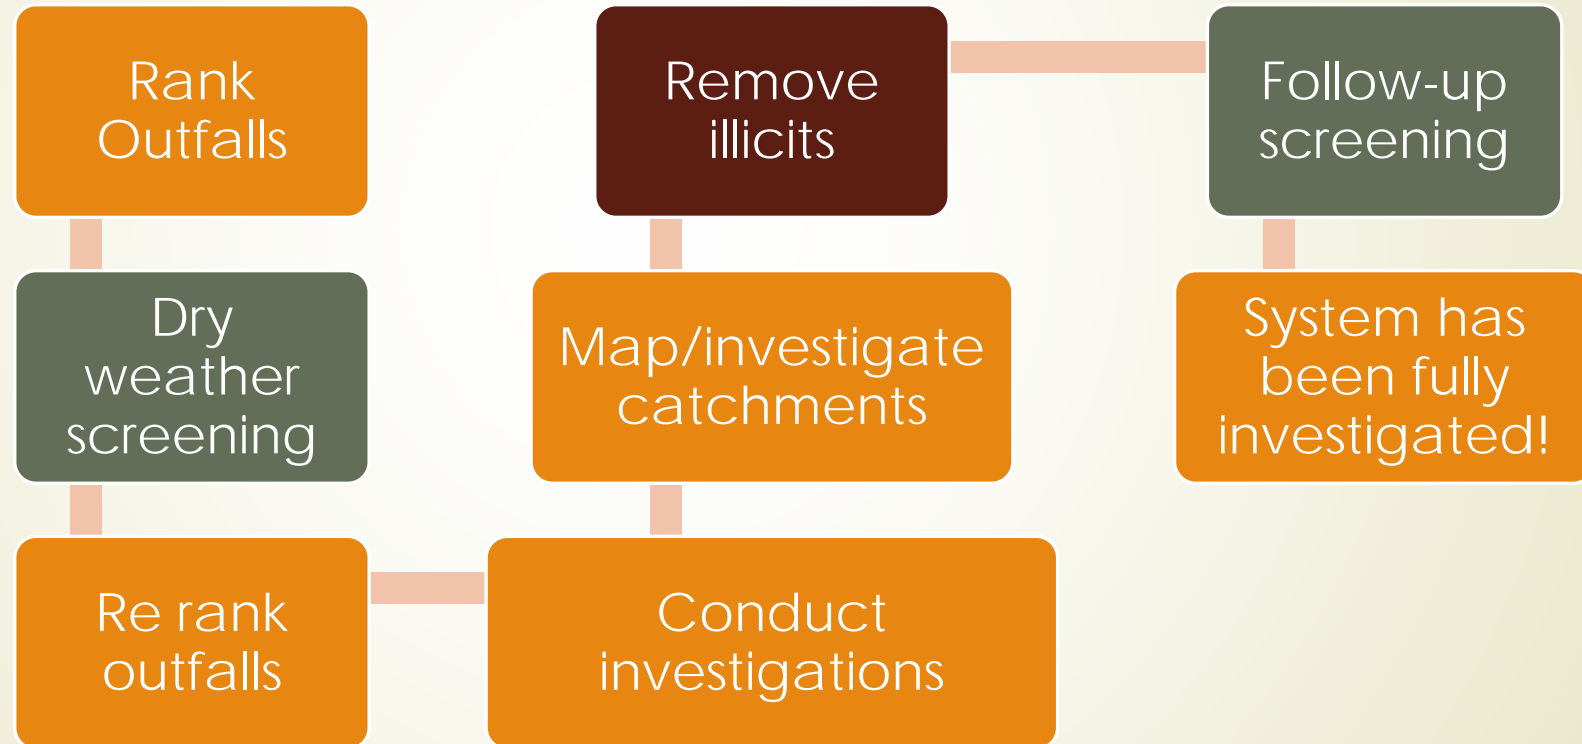 Rank
Outfalls
Dry
weather
screening
Re rank
outfalls
Conduct
investigations
Map/investigate
catchments
Remove
illicits
Follow-up
screening
System has
been fully
investigated!